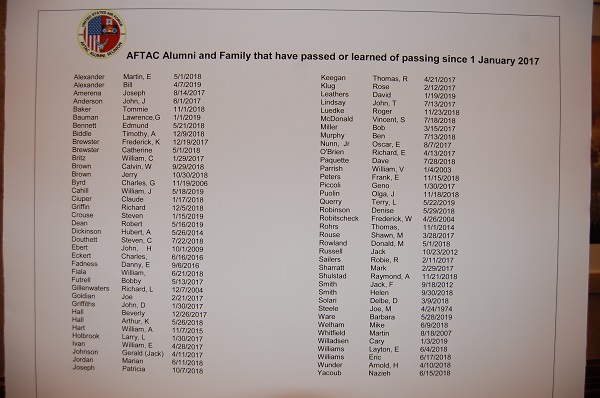 UNITED STATES AIR FORCE
AFTAC ALUMNI REUNION
AFTAC Alumni and Family that have passed or learned of passing since 1 January 2017
Alexander Martin, E 5/1/2018
Alexander Bill 4/7/2019
Amerena Joseph 8/14/2017
Anderson John, J 6/1/2017
Baker Tommie 11/1/2018
Bauman Lawrence,G 1/1/2019
Bennett Edmund 5/21/2018
Biddle Timothy, A 12/9/2018
Brewster Frederick, K 12/19/2017
Brewster Catherine 5/1/2018
Britz William, C 1/29/2017
Brown Calvin, W 9/29/2018
Brown Jerry 10/30/2018
Byrd Charles, G 11/19/2006
Cahill William, J 5/18/2019
Ciuper Claude 1/17/2018
Griffin Richard 12/5/2018
Crouse Steven 1/15/2019
Dean Robert 5/16/2019
Dickinson Hubert, A 5/26/2014
Douthett Steven, C 7/22/2018
Ebert John, H 10/1/2009
Eckert Charles, 6/16/2016
Fadness Danny, E 9/6/2016
Fiala William, 6/21/2018
Futrell Bobby 5/13/2017
Gillenwaters Richard, L 12/7/2004
Goldian Joe 2/21/2017
Griffiths John, D 1/30/2017
Hall Beverly 12/26/2017
Hall Arthur, K 5/26/2018
Hart William, A 11/7/2015
Holbrook Larry, L 1/30/2017
Ivan William, E 4/28/2017
Johnson Gerald (Jack) 4/11/2017
Jordan Marian 6/11/2018
Joseph Patricia 10/7/2018
Keegan Thomas, R 4/21/2017
Klug Rose 2/12/2017
Leathers David 1/19/2019
Lindsay John, T 7/13/2017
Luedke Roger 11/23/2018
McDonald Vincent, S 7/18/2018
Miller Bob 3/15/2017
Murphy Ben 7/13/2018
Nunn, Jr Oscar, E 8/7/2017
O'Brien Richard, E 4/13/2017
Paquette Dave 7/28/2018
Parrish William, V 1/4/2003
Peters Frank, E 11/15/2018
Piccoli Geno 1/30/2017
Puolin Olga, J 11/18/2018
Querry Terry, L 5/22/2019
Robinson Denise 5/29/2018
Robitscheck Frederick, W 4/26/2004
Rohrs Thomas, 11/1/2014
Rouse Shawn, M 3/28/2017
Rowland Donald, M 5/1/2018
Russell Jack 10/23/2012
Sailers Robie, R 2/11/2017
Sharratt Mark 2/29/2017
Shulstad Raymond, A 11/21/2018
Smith Jack, F 9/18/2012
Smith Helen 9/30/2018
Solari Delbe, D 3/9/2018
Steele Joe, M 4/24/1974
Ware Barbara 5/28/2019
Welham Mike 6/9/2018
Whitfield Martin 8/18/2007
Willadsen Cary 1/3/2019
Williams Layton, E 6/4/2018
Williams Eric 6/17/2018
Wunder Arnold, H 4/10/2018
Yacoub Nazieh 6/15/2018